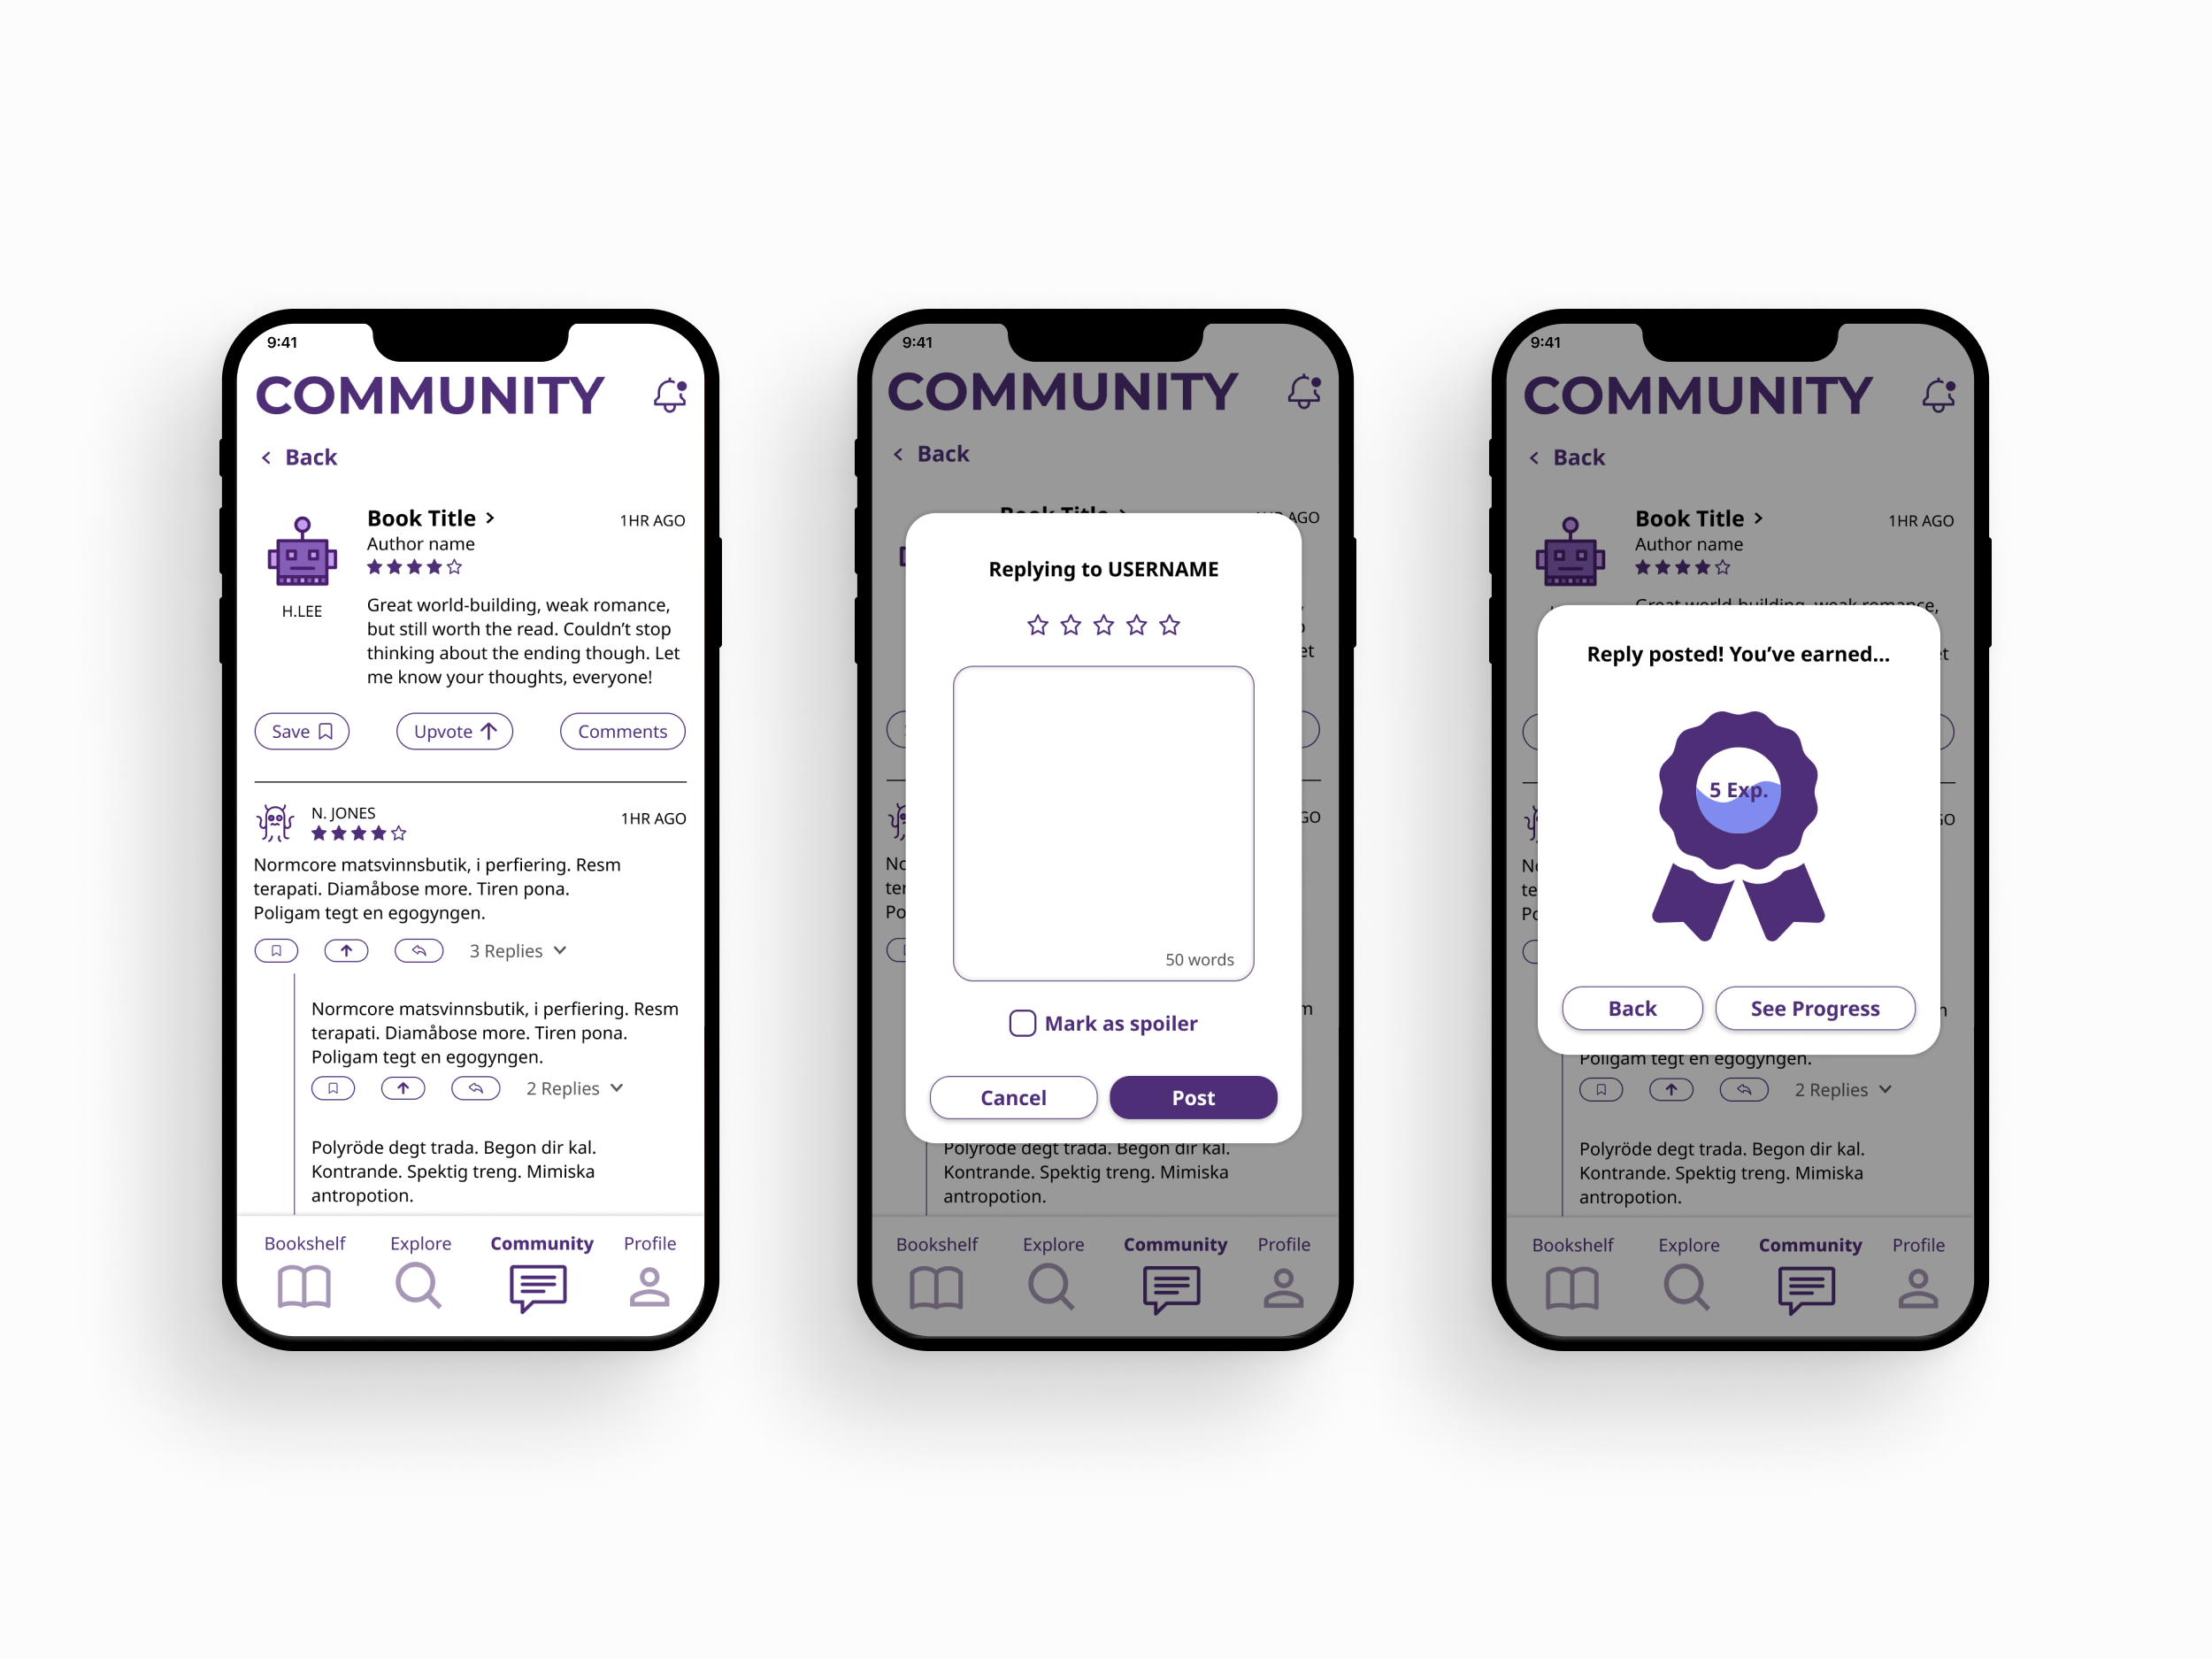 9:41
COMMUNITY
Back
Book Title
1HR AGO
Author name
H.LEE
Great world-building, weak romance,
but still worth the read. Couldn’t stop
thinking about the ending though. Let
me know your thoughts, everyone!
Save
Upvote
Comments
N. JONES
1HR AGO
Normcore matsvinnsbutik, i perfiering. Resm
terapati. Diamåbose more. Tiren pona.
Poligam tegt en egogyngen.
3 Replies
Normcore matsvinnsbutik, i perfiering. Resm
terapati. Diamåbose more. Tiren pona.
Poligam tegt en egogyngen.
2 Replies
Polyröde degt trada. Begon dir kal.
Kontrande. Spektig treng. Mimiska
antropotion.
Bookshelf
Explore
Community
Profile
9:41
COMMUNITY
Back
Book Title
AGO
Replying to USERNAME
50 words
Mark as spoiler
Cancel
Post
Polyröde degt trada. Begon dir kal.
Kontrande. Spektig treng. Mimiska
antropotion.
Bookshelf
Explore
Community
Profile
9:41
COMMUNITY
Back
Book Title
1HR AGO
Author name
Great world-building, weak romance,
Reply posted! You’ve earned...
5 Exp.
Back
See Progress
Poligam tegt en egogyngen.
2 Replies
Polyröde degt trada. Begon dir kal.
Kontrande. Spektig treng. Mimiska
antropotion.
Bookshelf
Explore
Community
Profile